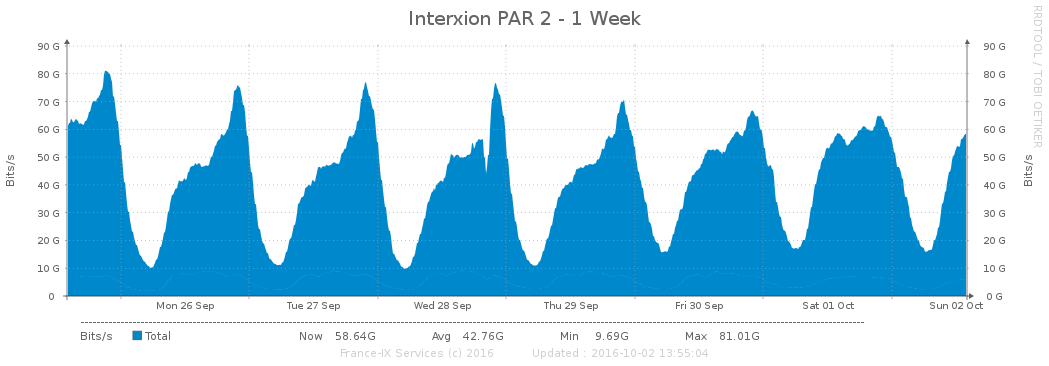 Interxion PAR 2 - 1 Week
RRDTOOL / TOBI OETIKER
90 G 90 G
80 G 80 G
70 G 70 G
60 G 60 G
50 G 50 G
40 G 40 G
30 G 30 G
20 G 20 G
10 G 10 G
0 0 G
Bits/s
Bits/s
Mon 26 Sep Tue 27 Sep Wed 28 Sep Thu 29 Sep Fri 30 Sep Sat 01 Oct Sun 02 Oct
Bits/s Total Now 58.64G Avg 42.76G Min 9.69G Max 81.01G
France-IX Services (c) 2016 Updated : 2016-10-02 13:55:04